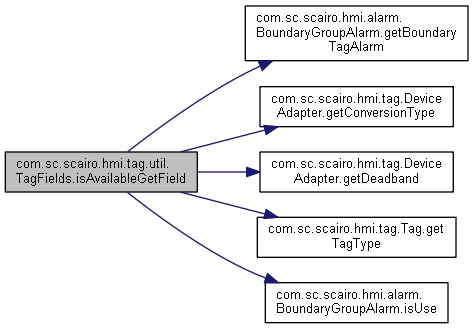 com.sc.scairo.hmi.alarm.
BoundaryGroupAlarm.getBoundary
TagAlarm
com.sc.scairo.hmi.tag.Device
Adapter.getConversionType
com.sc.scairo.hmi.tag.util.
TagFields.isAvailableGetField
com.sc.scairo.hmi.tag.Device
Adapter.getDeadband
com.sc.scairo.hmi.tag.Tag.get
TagType
com.sc.scairo.hmi.alarm.
BoundaryGroupAlarm.isUse